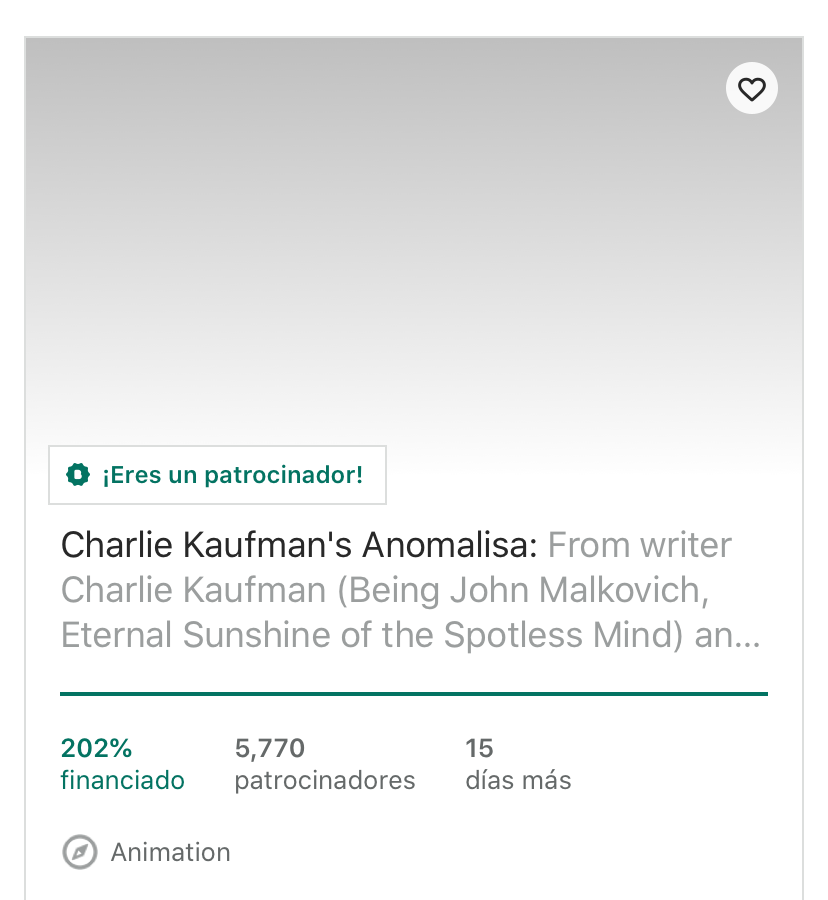 ¡Eres un patrocinador!
Charlie Kaufman's Anomalisa: From writer
Charlie Kaufman (Being John Malkovich,
Eternal Sunshine of the Spotless Mind) an...
202% 5,770 15
financiado patrocinadores días más
Animation